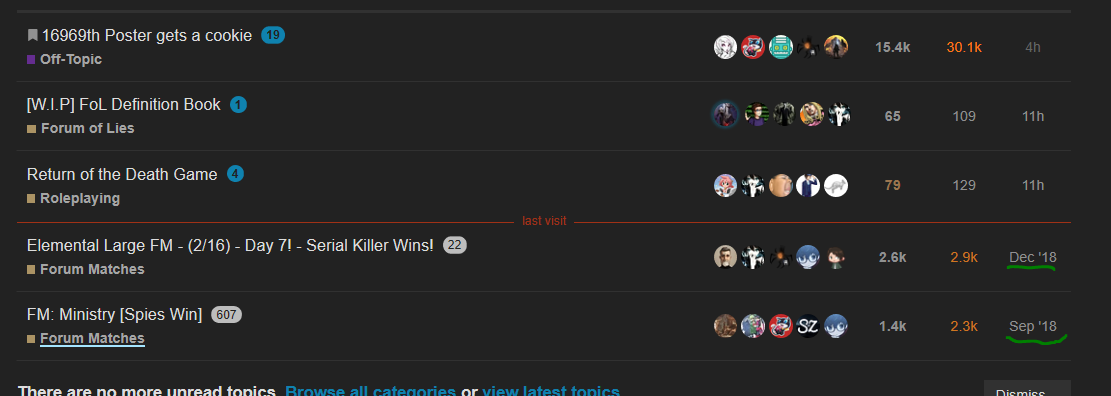 16969th Poster gets a cookie 19
15.4k 30.1k 4h
Off-Topic
[W.I.P] FoL Definition Book 1
65 109 11h
Forum of Lies
Return of the Death Game 4
79 129 11h
Roleplaying
last visit
Elemental Large FM - (2/16) - Day 7! - Serial Killer Wins! 22
2.6k 2.9k Dec '18
Forum Matches
FM: Ministry [Spies Win] 607
SZ
1.4k 2.3k Sep '18
Forum Matches
There are no more unread topics. Browse all categories or view latest topics
Dismiss...